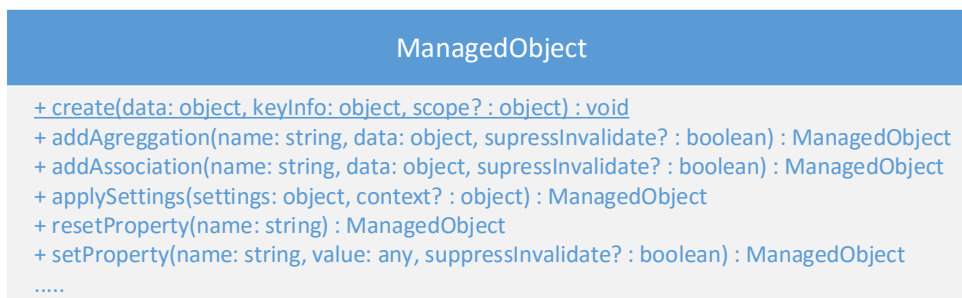 ManagedObject
+ create(data: object, keyInfo: object, scope? : object) : void
+ addAgreggation(name: string, data: object, supressInvalidate? : boolean) : ManagedObject
+ addAssociation(name: string, data: object, supressInvalidate? : boolean) : ManagedObject
+ applySettings(settings: object, context? : object) : ManagedObject
+ resetProperty(name: string) : ManagedObject
+ setProperty(name: string, value: any, suppressInvalidate? : boolean) : ManagedObject
.....